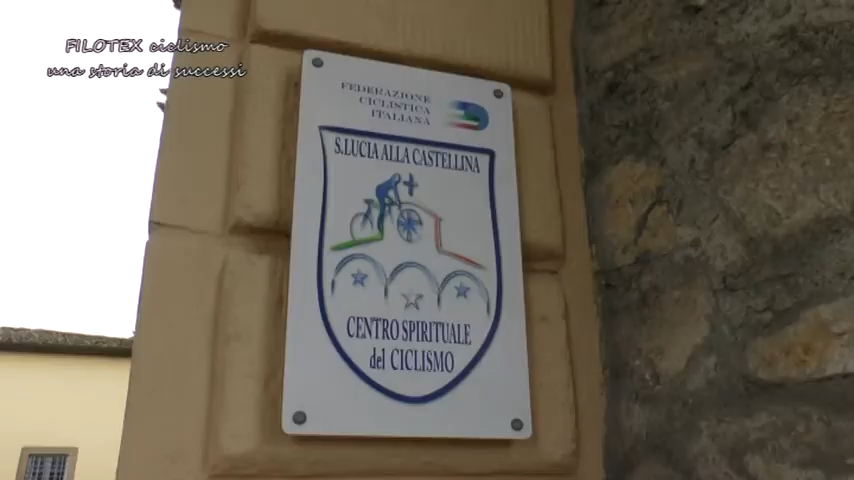 FILOTEX ciclismo
una storia di successi
FEDERAZIONE
CICLISTICA
ITALIANA
S.LUCIA ALLA CASTELLINA
CENTRO SPIRITUALE
del CICLISMO